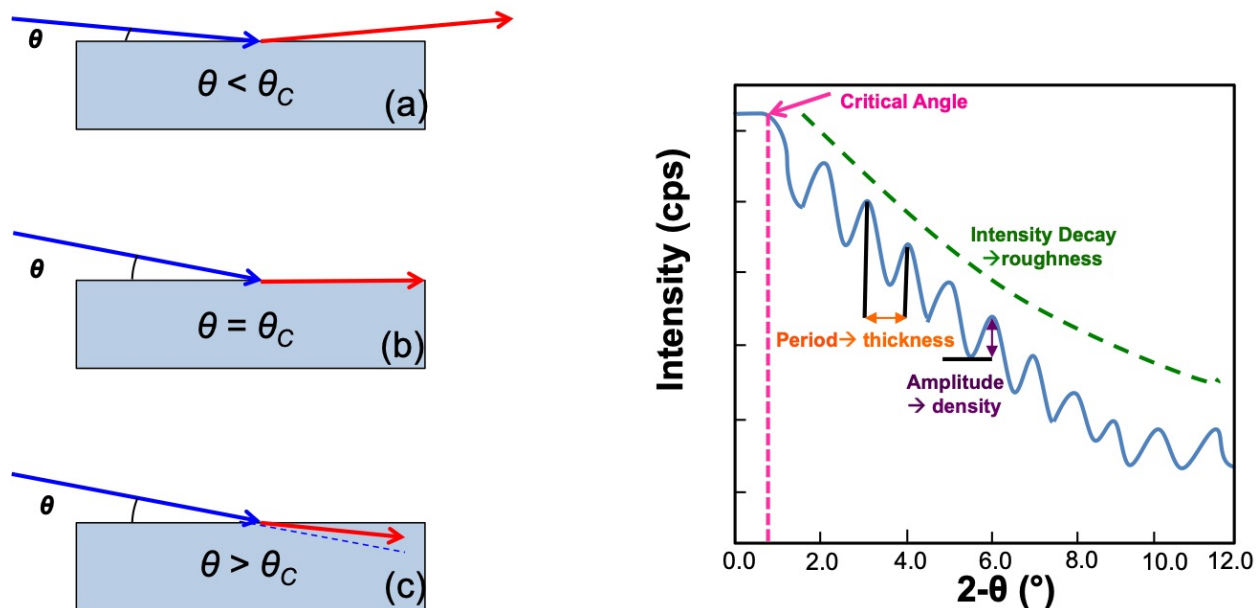 θ
θ < θC
(a)
θ
θ = θC
(b)
θ
θ > θC
(c)
Critical Angle
Intensity Decay
→roughness
Period→ thickness
Amplitude
→ density
Intensity (cps)
0.0 2.0 4.0 6.0 8.0 10.0 12.0
2-θ (°)